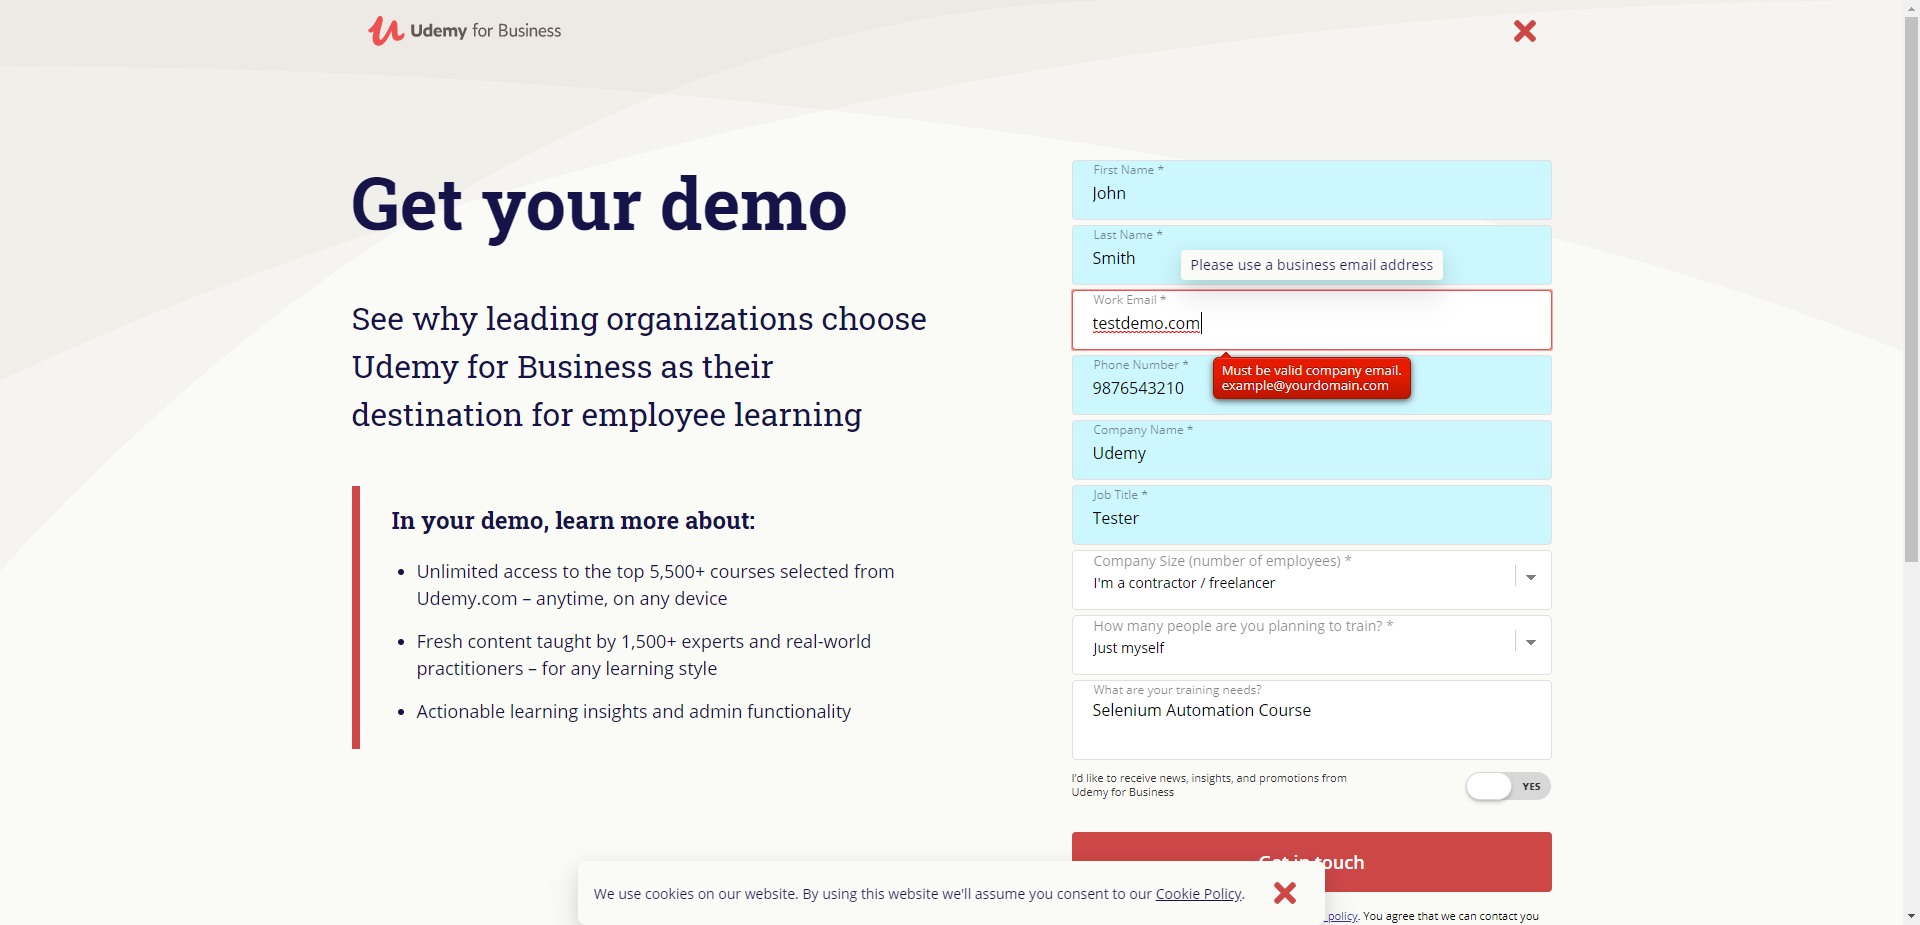 Udemy for Business
Get your demo
See why leading organizations choose
Udemy for Business as their
destination for employee learning
In your demo, learn more about:
• Unlimited access to the top 5,500+ courses selected from
Udemy.com – anytime, on any device
• Fresh content taught by 1,500+ experts and real-world
practitioners – for any learning style
• Actionable learning insights and admin functionality
First Name *
John
Last Name *
Smith
Please use a business email address
Work Email *
testdemo.com
Must be valid company email.
example@yourdomain.com
Phone Number *
9876543210
Company Name *
Udemy
Job Title *
Tester
Company Size (number of employees) *
I'm a contractor / freelancer
How many people are you planning to train? *
Just myself
What are your training needs?
Selenium Automation Course
I'd like to receive news, insights, and promotions from
Udemy for Business
YES
Get in touch
We use cookies on our website. By using this website we'll assume you consent to our Cookie Policy.
policy. You agree that we can contact you